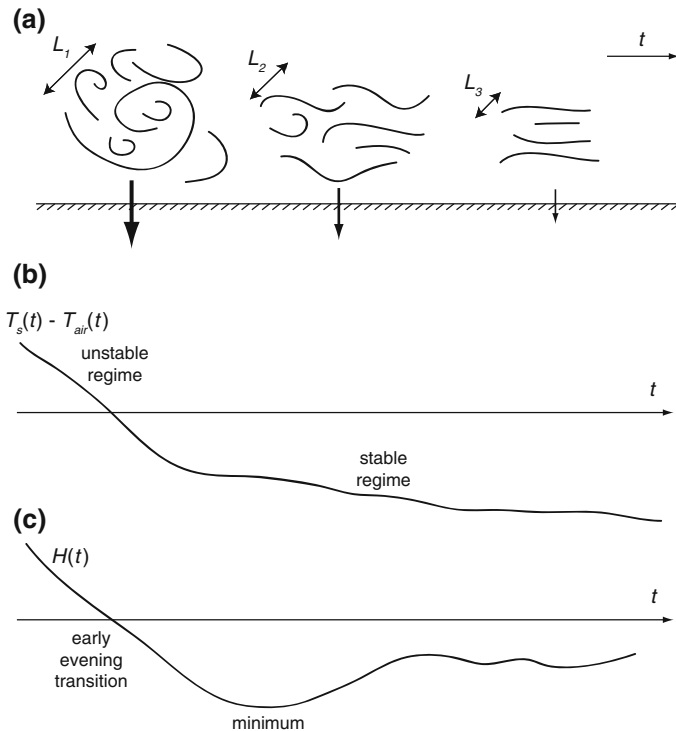 (a)
L1
L2
L3
t
(b)
Ts(t) - Tair(t)
unstable
regime
t
stable
regime
(c)
H(t)
t
early
evening
transition
minimum